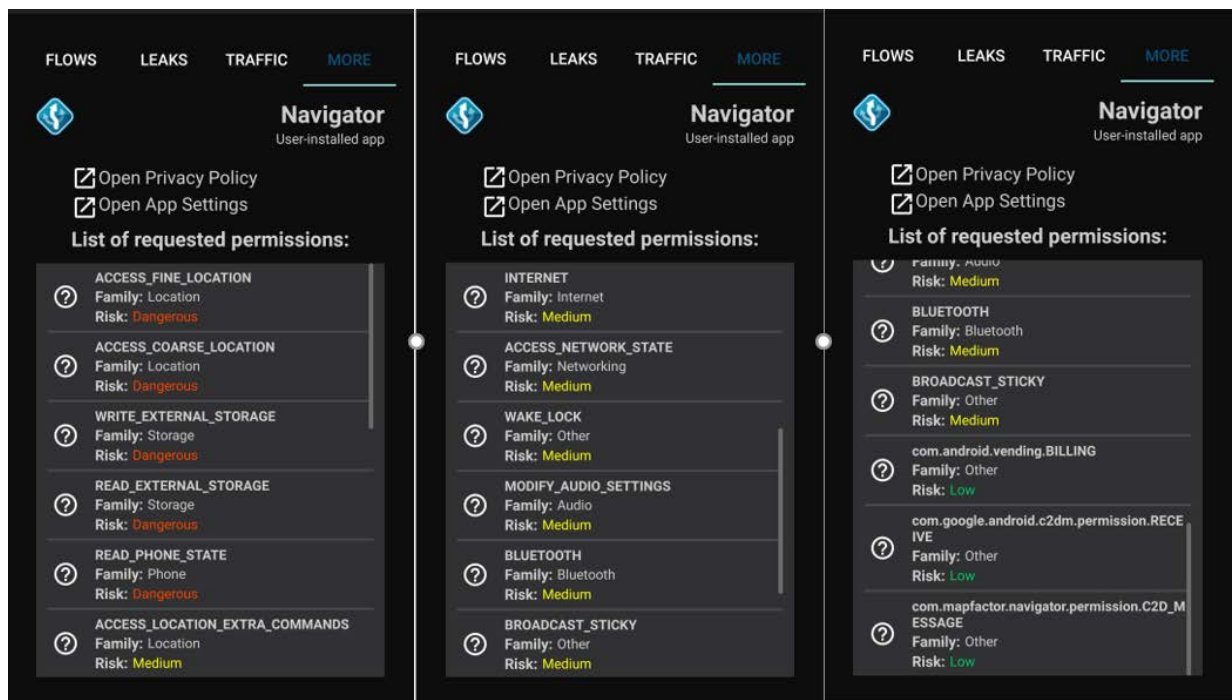 FLOWS LEAKS TRAFFIC MORE
Navigator
User-installed app
Open Privacy Policy
Open App Settings
List of requested permissions:
ACCESS_FINE_LOCATION
Family: Location
Risk: Dangerous
ACCESS_COARSE_LOCATION
Family: Location
Risk: Dangerous
WRITE_EXTERNAL_STORAGE
Family: Storage
Risk: Dangerous
READ_EXTERNAL_STORAGE
Family: Storage
Risk: Dangerous
READ_PHONE_STATE
Family: Phone
Risk: Dangerous
ACCESS_LOCATION_EXTRA_COMMANDS
Family: Location
Risk: Medium
FLOWS LEAKS TRAFFIC MORE
Navigator
User-installed app
Open Privacy Policy
Open App Settings
List of requested permissions:
INTERNET
Family: Internet
Risk: Medium
ACCESS_NETWORK_STATE
Family: Networking
Risk: Medium
WAKE_LOCK
Family: Other
Risk: Medium
MODIFY_AUDIO_SETTINGS
Family: Audio
Risk: Medium
BLUETOOTH
Family: Bluetooth
Risk: Medium
BROADCAST_STICKY
Family: Other
Risk: Medium
FLOWS LEAKS TRAFFIC MORE
Navigator
User-installed app
Open Privacy Policy
Open App Settings
List of requested permissions:
Family: Audio
Risk: Medium
BLUETOOTH
Family: Bluetooth
Risk: Medium
BROADCAST_STICKY
Family: Other
Risk: Medium
com.android.vending.BILLING
Family: Other
Risk: Low
com.google.android.c2dm.permission.RECE
IVE
Family: Other
Risk: Low
com.mapfactor.navigator.permission.C2D_M
ESSAGE
Family: Other
Risk: Low